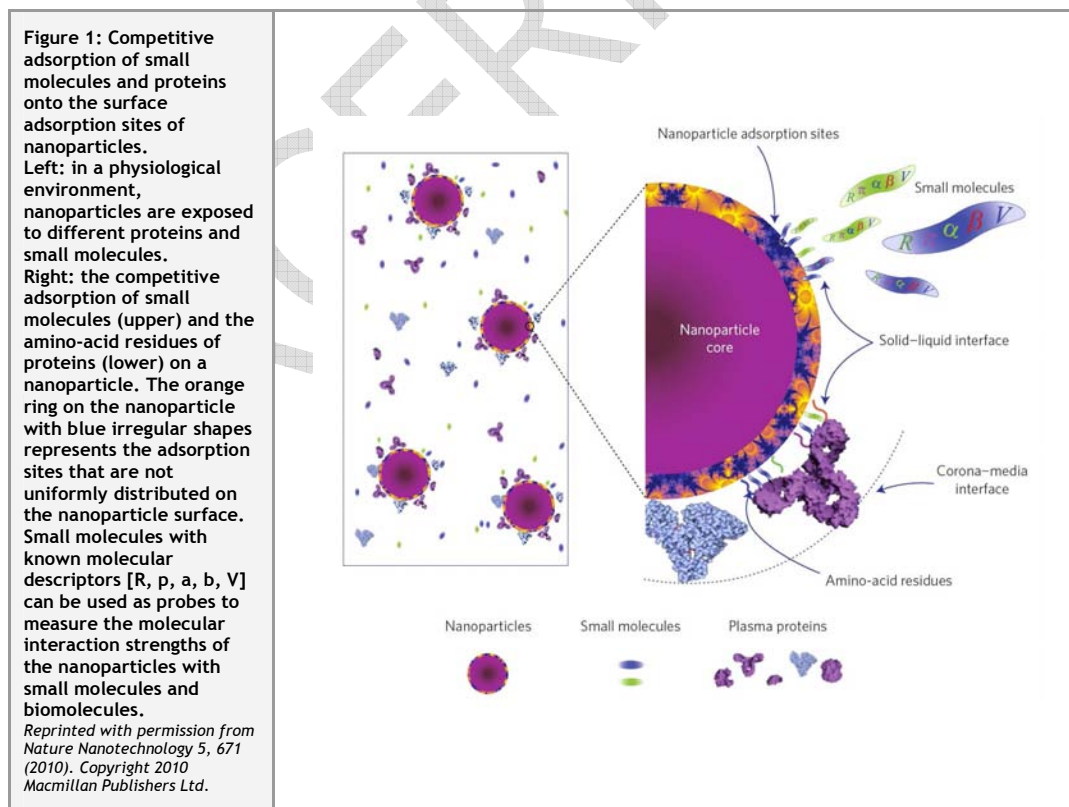 Figure 1: Competitive
adsorption of small
molecules and proteins
onto the surface
adsorption sites of
nanoparticles.
Left: in a physiological
environment,
nanoparticles are exposed
to different proteins and
small molecules.
Right: the competitive
adsorption of small
molecules (upper) and the
amino-acid residues of
proteins (lower) on a
nanoparticle. The orange
ring on the nanoparticle
with blue irregular shapes
represents the adsorption
sites that are not
uniformly distributed on
the nanoparticle surface.
Small molecules with
known molecular
descriptors [R, p, a, b, V]
can be used as probes to
measure the molecular
interaction strengths of
the nanoparticles with
small molecules and
biomolecules.
Reprinted with permission from
Nature Nanotechnology 5, 671
(2010). Copyright 2010
Macmillan Publishers Ltd.
Nanoparticle adsorption sites
Small molecules
R π α β V
R π α β V
R π α β V
R π α β V
Nanoparticle
core
Solid–liquid interface
Corona–media
interface
Amino-acid residues
Nanoparticles
Small molecules
Plasma proteins